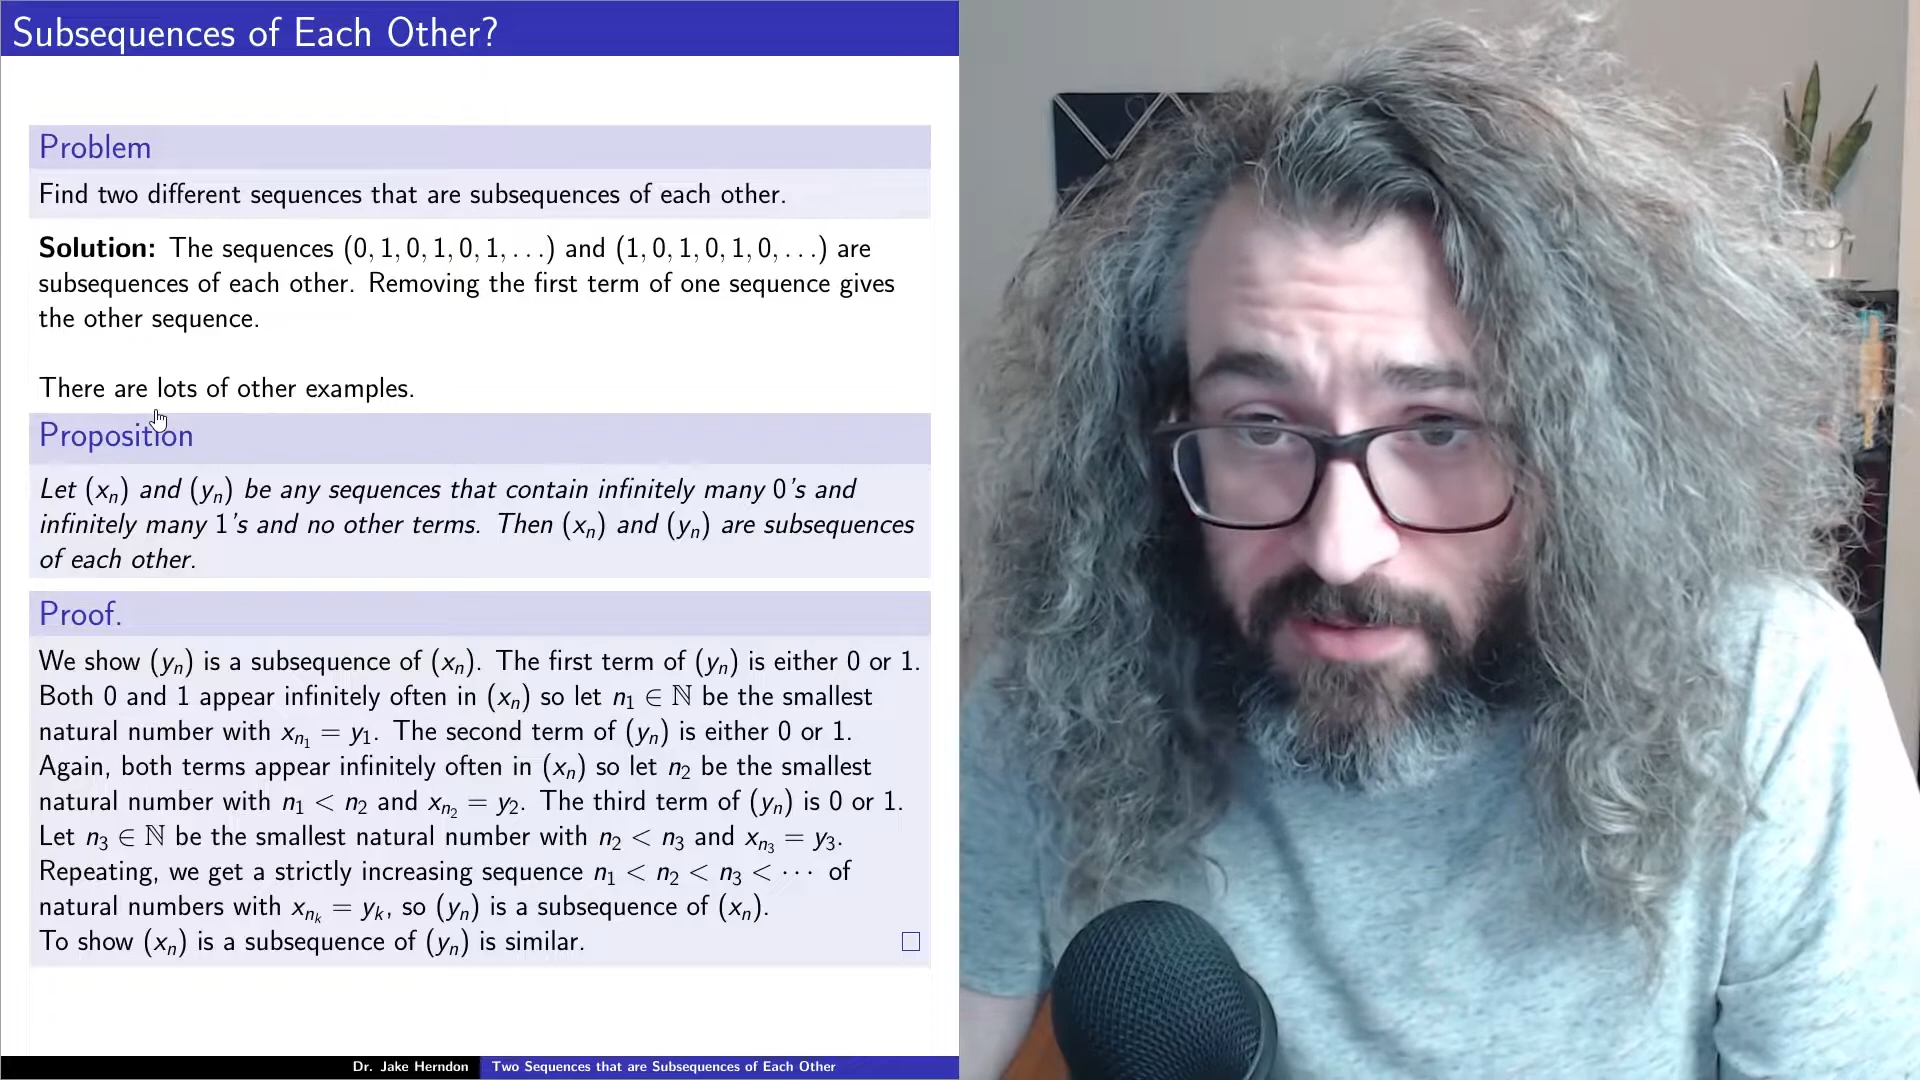 Subsequences of Each Other?
Problem
Find two different sequences that are subsequences of each other.
Solution: The sequences (0, 1, 0, 1, 0, 1, . . .) and (1, 0, 1, 0, 1, 0, . . .) are
subsequences of each other. Removing the first term of one sequence gives
the other sequence.
There are lots of other examples.
Proposition
Let (xₙ) and (yₙ) be any sequences that contain infinitely many 0's and
infinitely many 1's and no other terms. Then (xₙ) and (yₙ) are subsequences
of each other.
Proof.
We show (yₙ) is a subsequence of (xₙ). The first term of (yₙ) is either 0 or 1.
Both 0 and 1 appear infinitely often in (xₙ) so let n₁ ∈ ℕ be the smallest
natural number with xₙ₁ = y₁. The second term of (yₙ) is either 0 or 1.
Again, both terms appear infinitely often in (xₙ) so let n₂ be the smallest
natural number with n₁ < n₂ and xₙ₂ = y₂. The third term of (yₙ) is 0 or 1.
Let n₃ ∈ ℕ be the smallest natural number with n₂ < n₃ and xₙ₃ = y₃.
Repeating, we get a strictly increasing sequence n₁ < n₂ < n₃ < ··· of
natural numbers with xₙₖ = yₖ, so (yₙ) is a subsequence of (xₙ).
To show (xₙ) is a subsequence of (yₙ) is similar. □
Dr. Jake Herndon Two Sequences that are Subsequences of Each Other